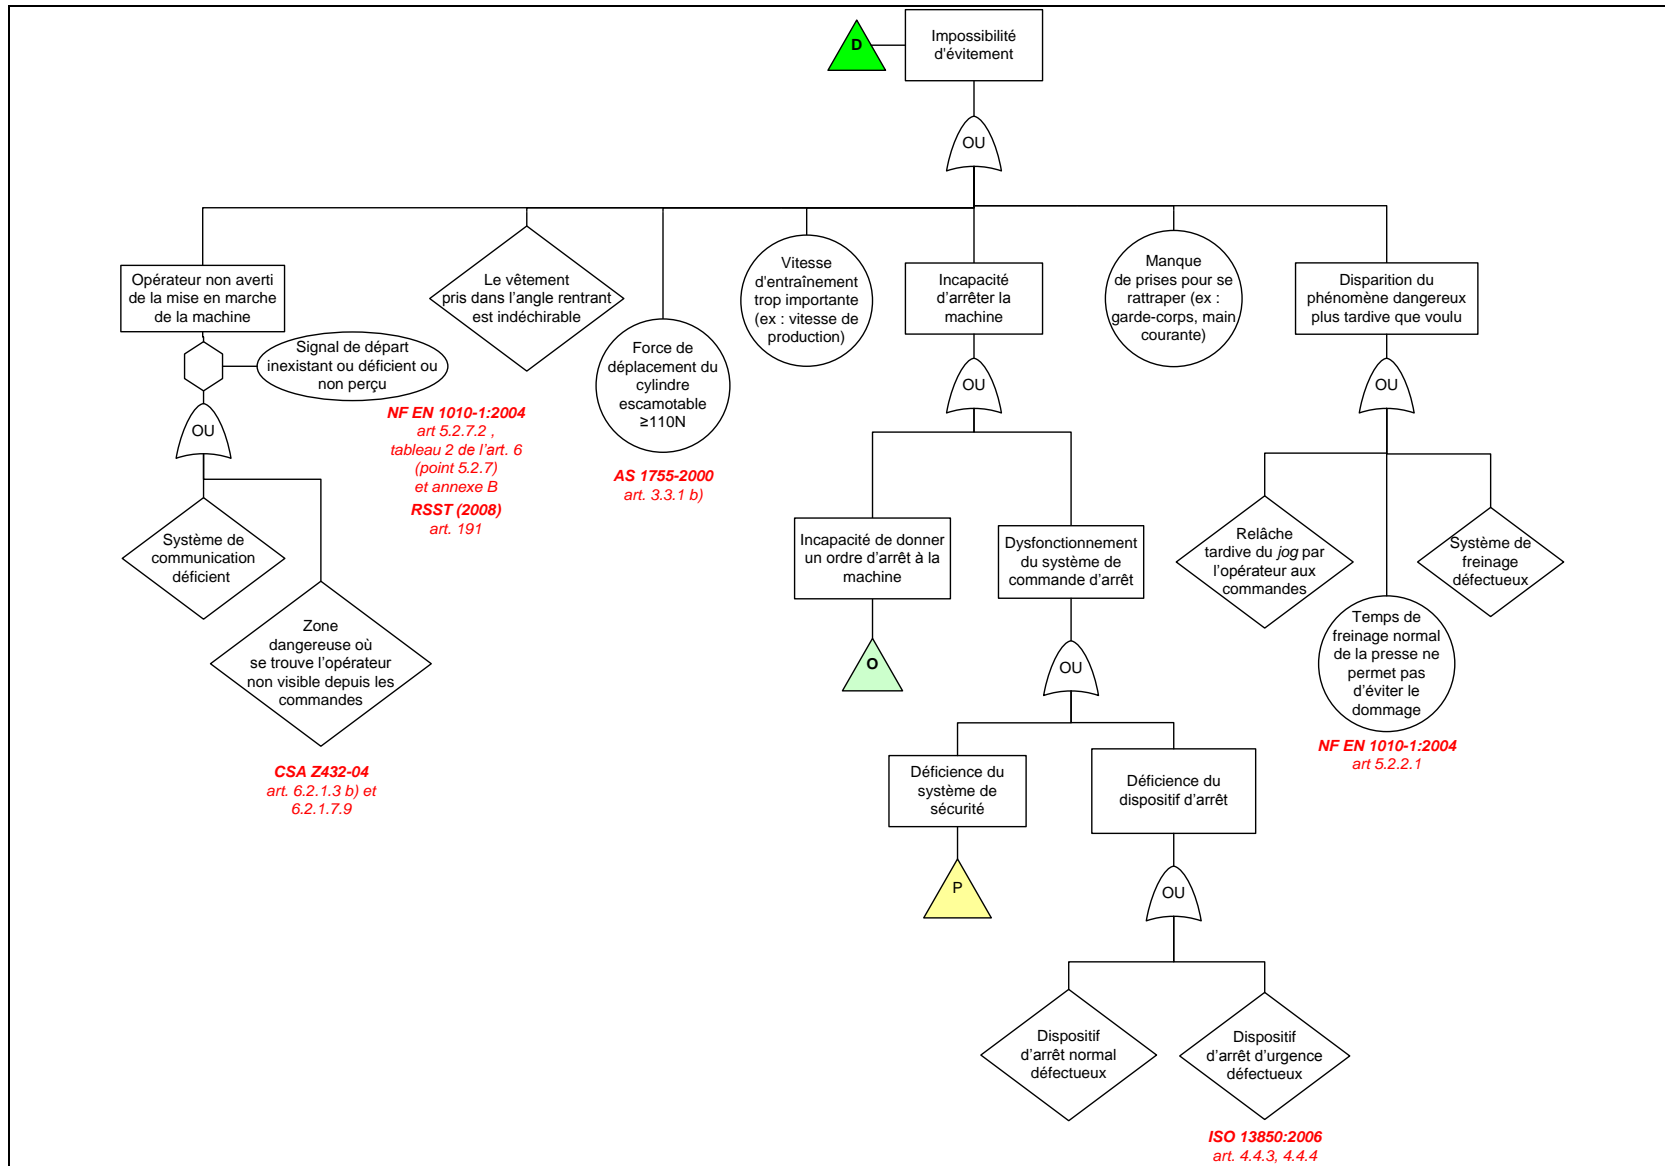 D
Impossibilité
d'évitement
OU
Opérateur non averti
de la mise en marche
de la machine
Signal de départ
inexistant ou déficient ou
non perçu
OU
Système de
communication
déficient
Zone
dangereuse où
se trouve l'opérateur
non visible depuis les
commandes
CSA Z432-04
art. 6.2.1.3 b) et
6.2.1.7.9
Le vêtement
pris dans l'angle rentrant
est indéchirable
NF EN 1010-1:2004
art 5.2.7.2 ,
tableau 2 de l'art. 6
(point 5.2.7)
et annexe B
RSST (2008)
art. 191
Force de
déplacement du
cylindre
escamotable
≥110N
AS 1755-2000
art. 3.3.1 b)
Vitesse
d'entraînement
trop importante
(ex : vitesse de
production)
Incapacité
d'arrêter la
machine
OU
Incapacité de donner
un ordre d'arrêt à la
machine
O
Dysfonctionnement
du système de
commande d'arrêt
OU
Déficience du
système de
sécurité
P
Déficience du
dispositif d'arrêt
OU
Dispositif
d'arrêt normal
défectueux
Dispositif
d'arrêt d'urgence
défectueux
ISO 13850:2006
art. 4.4.3, 4.4.4
Manque
de prises pour se
rattraper (ex :
garde-corps, main
courante)
Disparition du
phénomène dangereux
plus tardive que voulu
OU
Relâche
tardive du jog par
l'opérateur aux
commandes
Temps de
freinage normal
de la presse ne
permet pas
d'éviter le
dommage
NF EN 1010-1:2004
art 5.2.2.1
Système de
freinage
défectueux